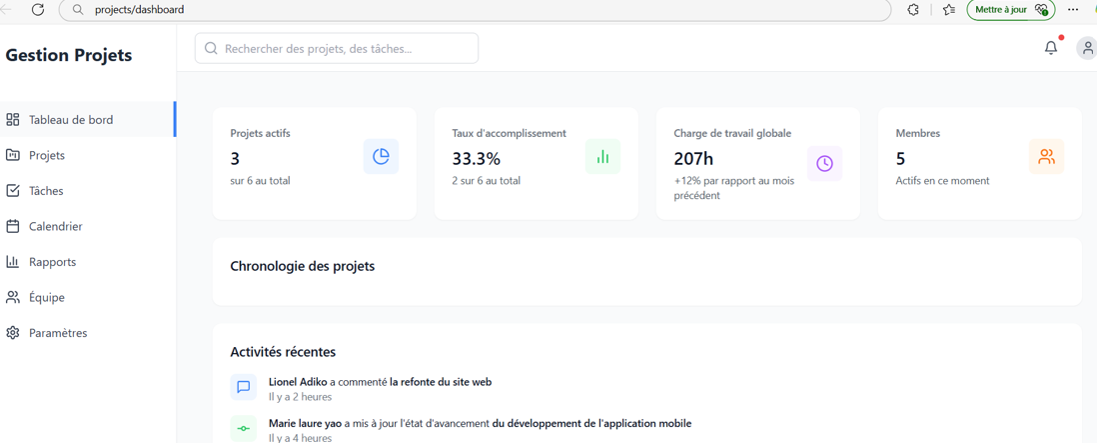 projects/dashboard
Mettre à jour
Gestion Projets
Rechercher des projets, des tâches...
Tableau de bord
Projets
Tâches
Calendrier
Rapports
Équipe
Paramètres
Projets actifs
3
sur 6 au total
Taux d'accomplissement
33.3%
2 sur 6 au total
Charge de travail globale
207h
+12% par rapport au mois
précédent
Membres
5
Actifs en ce moment
Chronologie des projets
Activités récentes
Lionel Adiko a commenté la refonte du site web
Il y a 2 heures
Marie laure yao a mis à jour l'état d'avancement du développement de l'application mobile
Il y a 4 heures